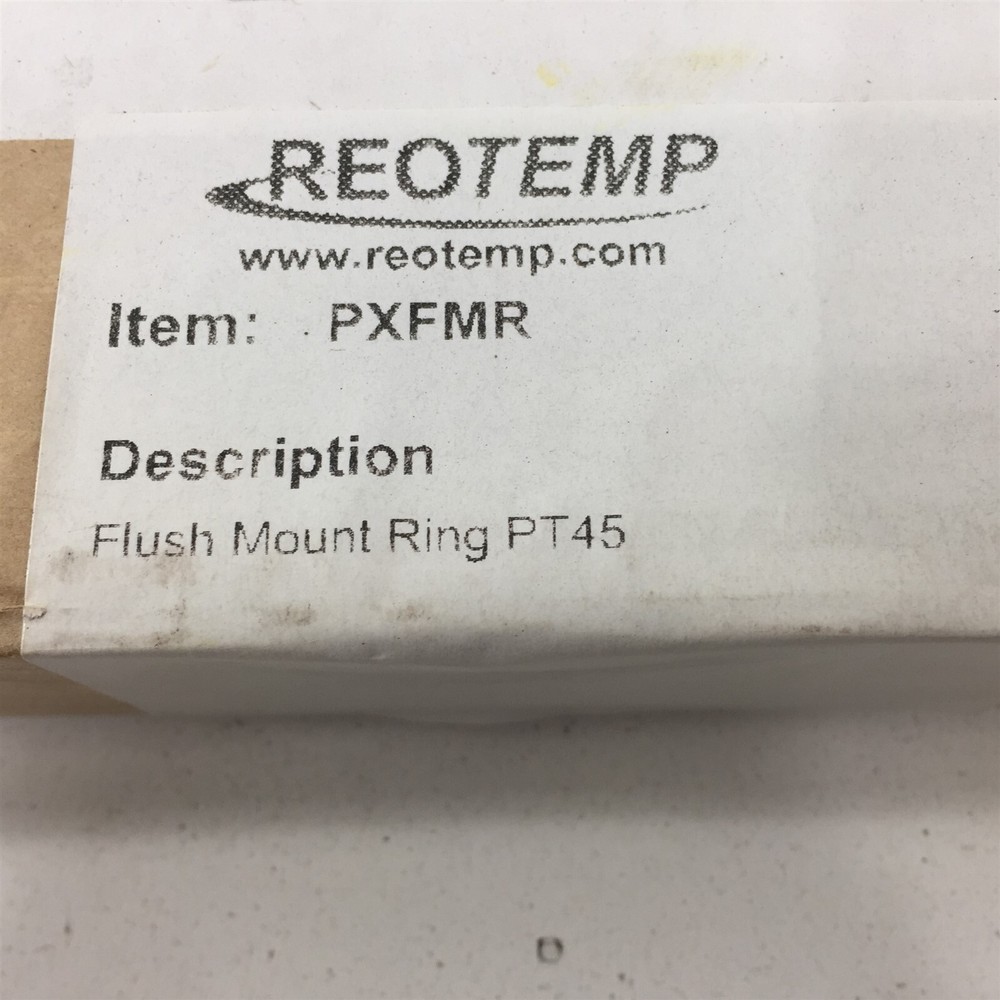 REOTEMP
www.reotemp.com
Item: PXFMR
Description
Flush Mount Ring PT45